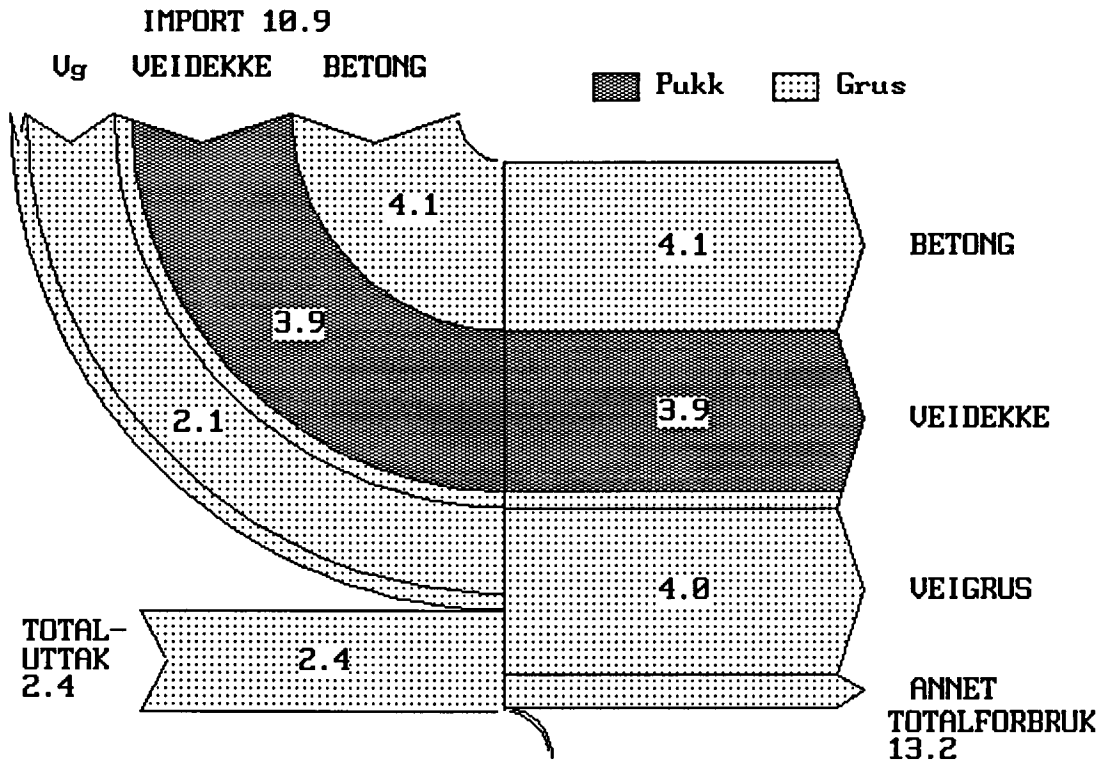 IMPORT 10.9
Vg VEIDEKKE BETONG
Pukk Grus
4.1
4.1
BETONG
3.9
3.9
VEIDEKKE
2.1
4.0
VEIGRUS
TOTAL-
UTTAK
2.4
2.4
ANNET
TOTALFORBRUK
13.2